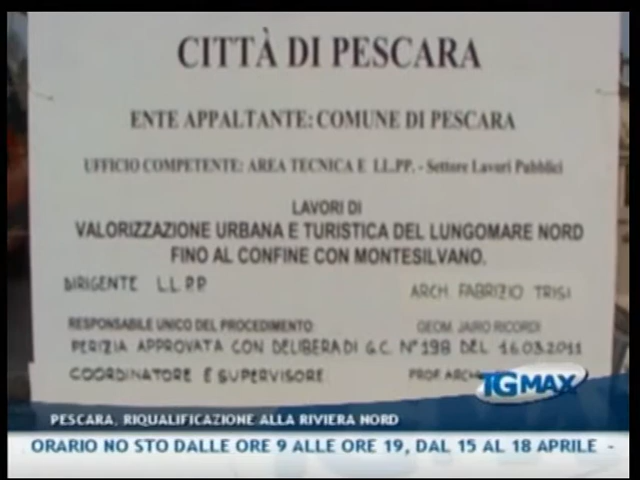 CITTÀ DI PESCARA
ENTE APPALTANTE: COMUNE DI PESCARA
UFFICIO COMPETENTE: AREA TECNICA E LL.PP. - Settore Lavori Pubblici
LAVORI DI
VALORIZZAZIONE URBANA E TURISTICA DEL LUNGOMARE NORD
FINO AL CONFINE CON MONTESILVANO.
DIRIGENTE LL.PP. ARCH FABRIZIO TRISI
RESPONSABILE UNICO DEL PROCEDIMENTO GEOM. JAIRO RICORDI
PERIZIA APPROVATA CON DELIBERA DI G.C. N°198 DEL 16.03.2011
COORDINATORE E SUPERVISORE PROF. ARCH
TGMAX
PESCARA, RIQUALIFICAZIONE ALLA RIVIERA NORD
ORARIO NO STO DALLE ORE 9 ALLE ORE 19, DAL 15 AL 18 APRILE -